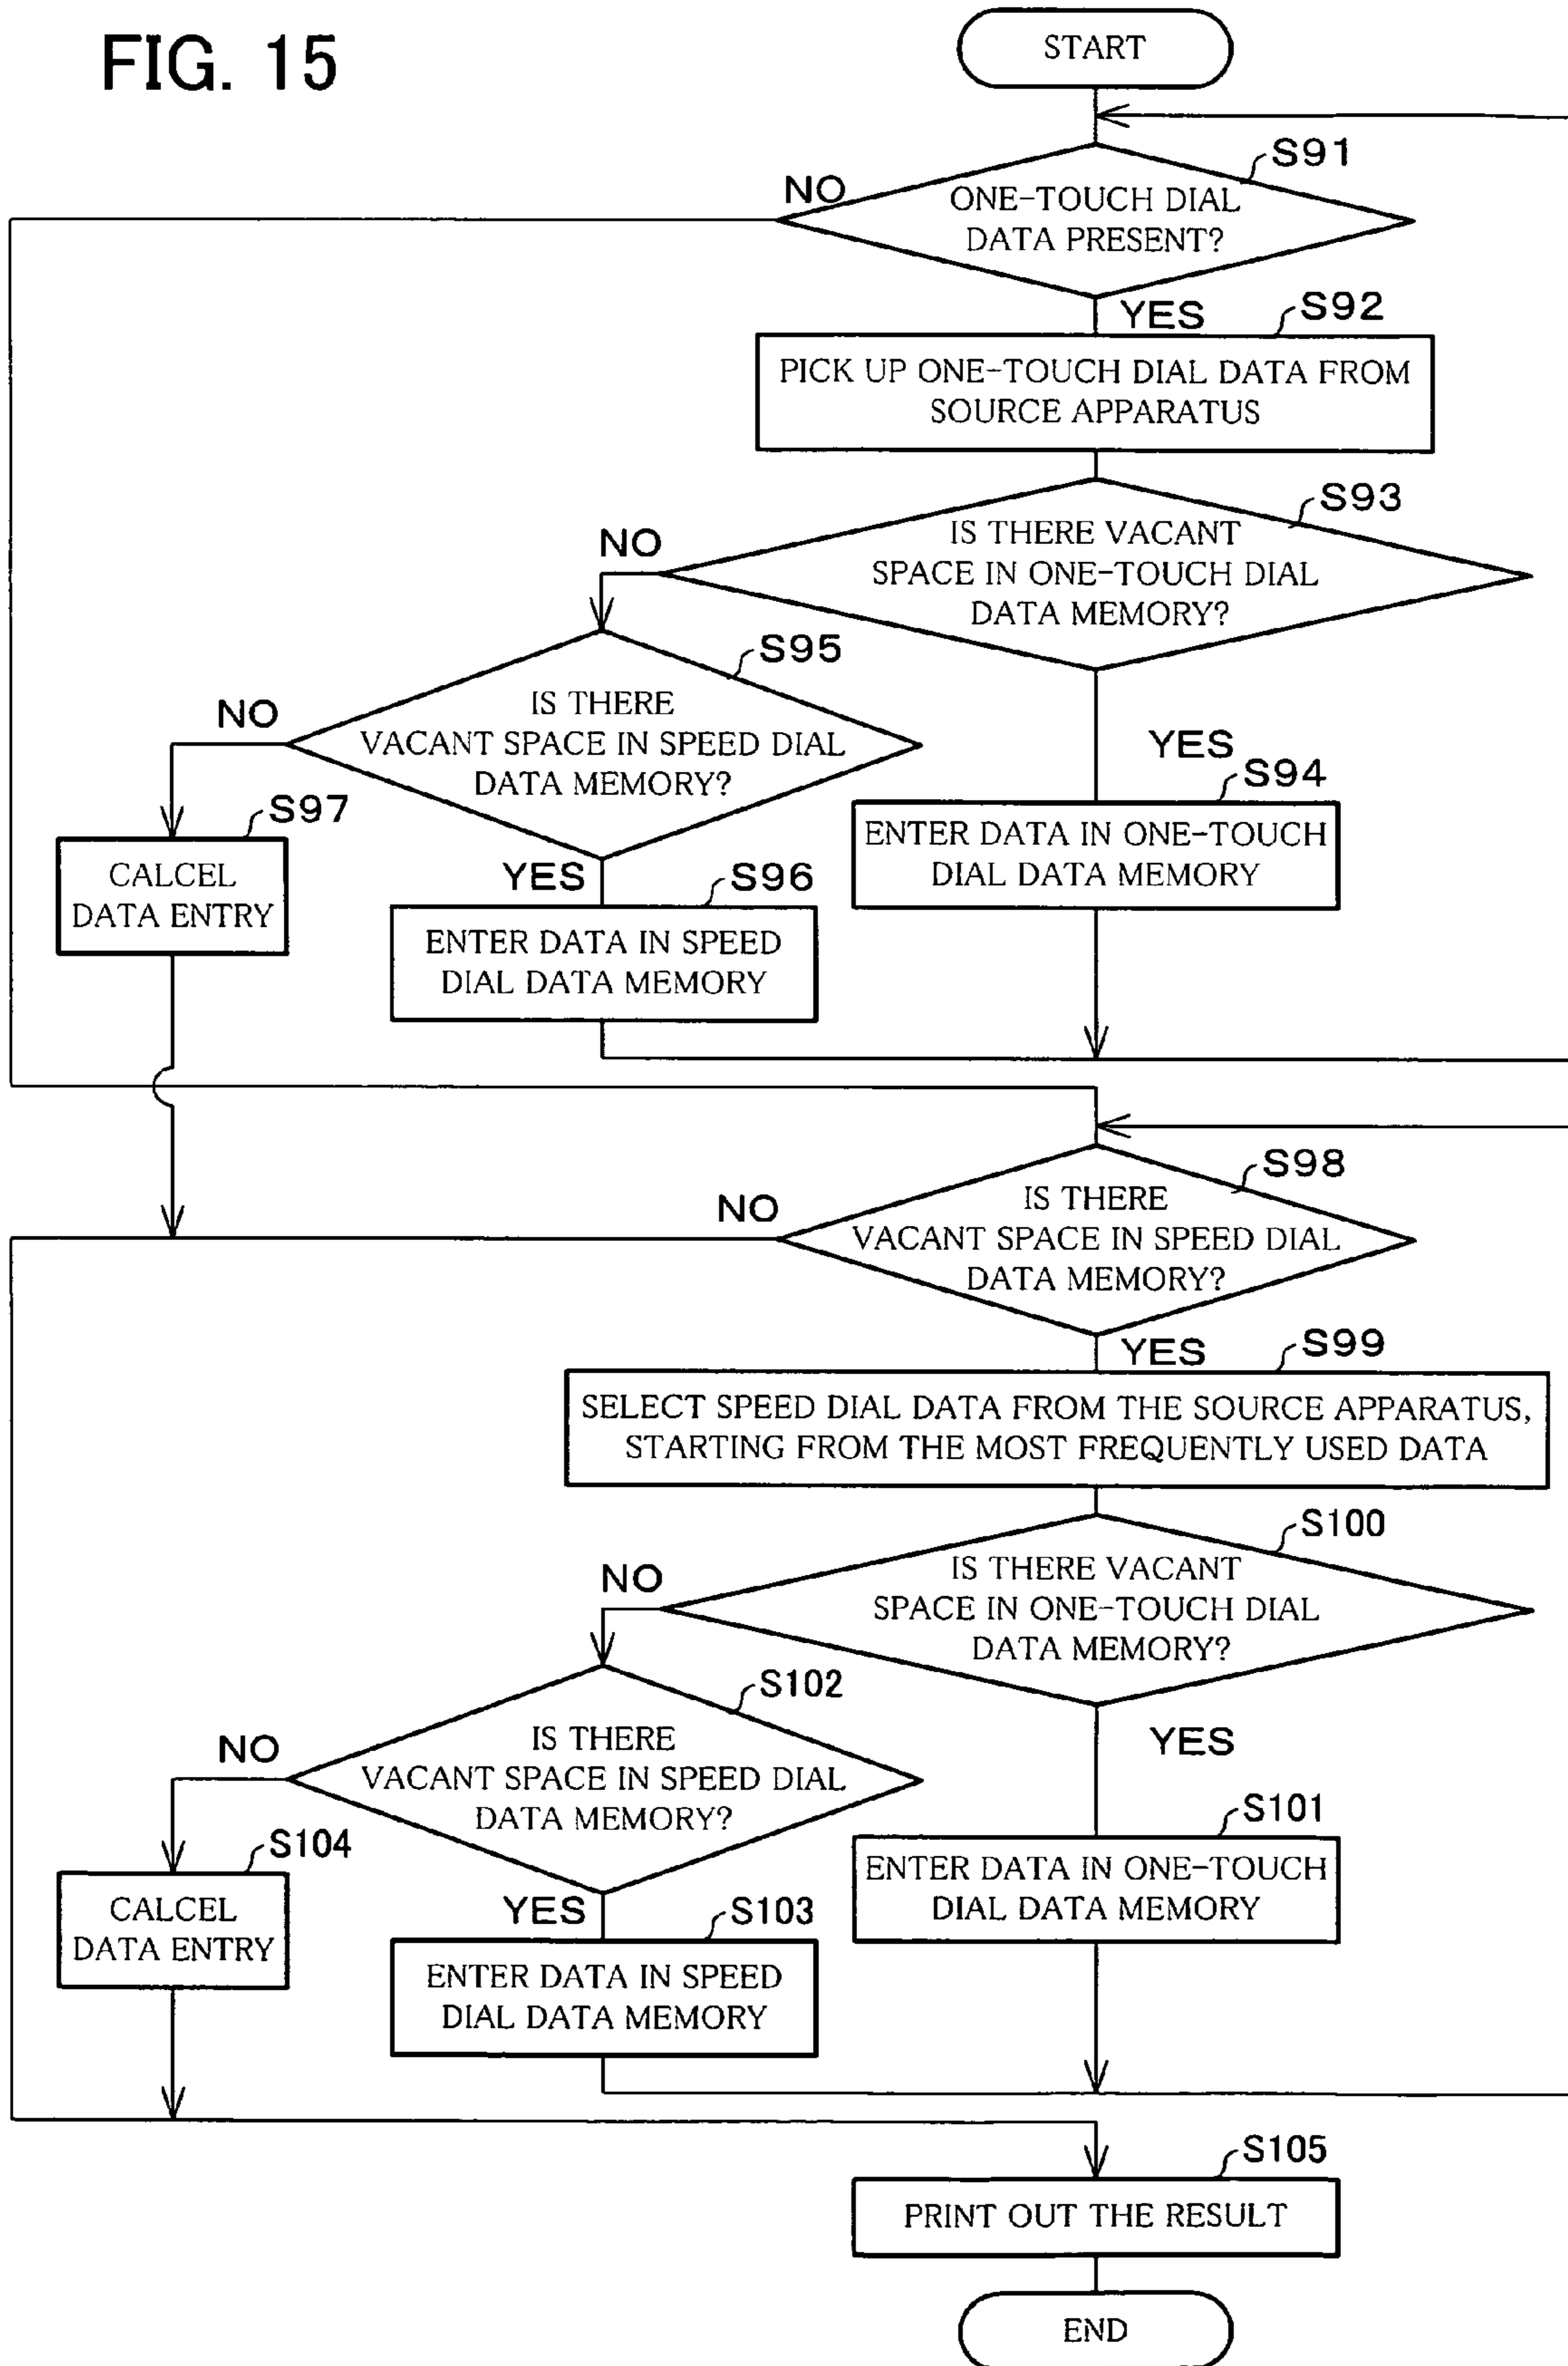 FIG. 15
START
S91
NO
ONE-TOUCH DIAL
DATA PRESENT?
YES
S92
PICK UP ONE-TOUCH DIAL DATA FROM
SOURCE APPARATUS
S93
NO
IS THERE VACANT
SPACE IN ONE-TOUCH DIAL
DATA MEMORY?
S95
NO
IS THERE
VACANT SPACE IN SPEED DIAL
DATA MEMORY?
YES
S94
ENTER DATA IN ONE-TOUCH
DIAL DATA MEMORY
S97
CALCEL
DATA ENTRY
YES
S96
ENTER DATA IN SPEED
DIAL DATA MEMORY
S98
NO
IS THERE
VACANT SPACE IN SPEED DIAL
DATA MEMORY?
YES
S99
SELECT SPEED DIAL DATA FROM THE SOURCE APPARATUS,
STARTING FROM THE MOST FREQUENTLY USED DATA
S100
NO
IS THERE VACANT
SPACE IN ONE-TOUCH DIAL
DATA MEMORY?
S102
NO
IS THERE
VACANT SPACE IN SPEED DIAL
DATA MEMORY?
YES
S101
ENTER DATA IN ONE-TOUCH
DIAL DATA MEMORY
S104
CALCEL
DATA ENTRY
YES
S103
ENTER DATA IN SPEED
DIAL DATA MEMORY
S105
PRINT OUT THE RESULT
END